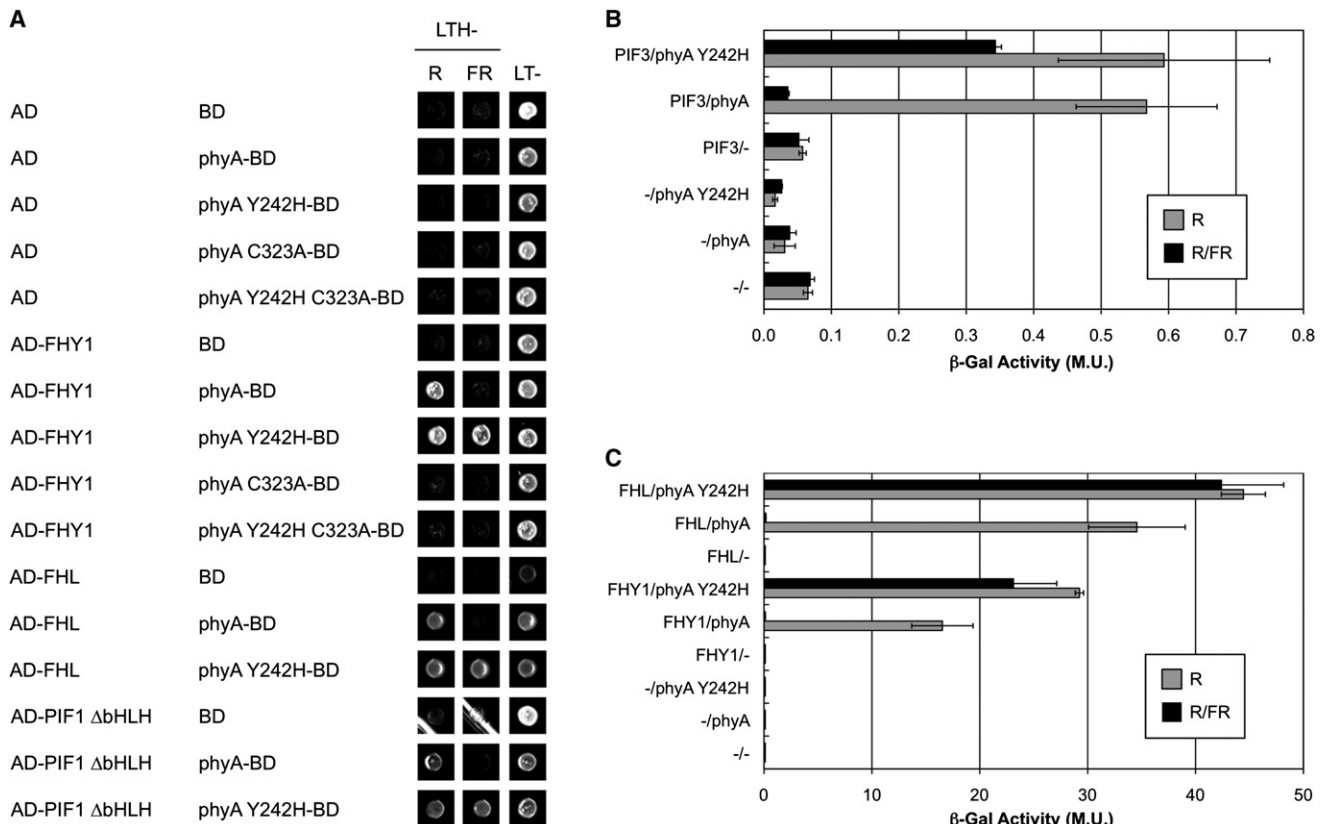 A
LTH-
R FR LT-
AD BD
AD phyA-BD
AD phyA Y242H-BD
AD phyA C323A-BD
AD phyA Y242H C323A-BD
AD-FHY1 BD
AD-FHY1 phyA-BD
AD-FHY1 phyA Y242H-BD
AD-FHY1 phyA C323A-BD
AD-FHY1 phyA Y242H C323A-BD
AD-FHL BD
AD-FHL phyA-BD
AD-FHL phyA Y242H-BD
AD-PIF1 ΔbHLH BD
AD-PIF1 ΔbHLH phyA-BD
AD-PIF1 ΔbHLH phyA Y242H-BD
B
PIF3/phyA Y242H
PIF3/phyA
PIF3/-
-/phyA Y242H
-/phyA
-/-
R
R/FR
0.0 0.1 0.2 0.3 0.4 0.5 0.6 0.7 0.8
β-Gal Activity (M.U.)
C
FHL/phyA Y242H
FHL/phyA
FHL/-
FHY1/phyA Y242H
FHY1/phyA
FHY1/-
-/phyA Y242H
-/phyA
-/-
R
R/FR
0 10 20 30 40 50
β-Gal Activity (M.U.)